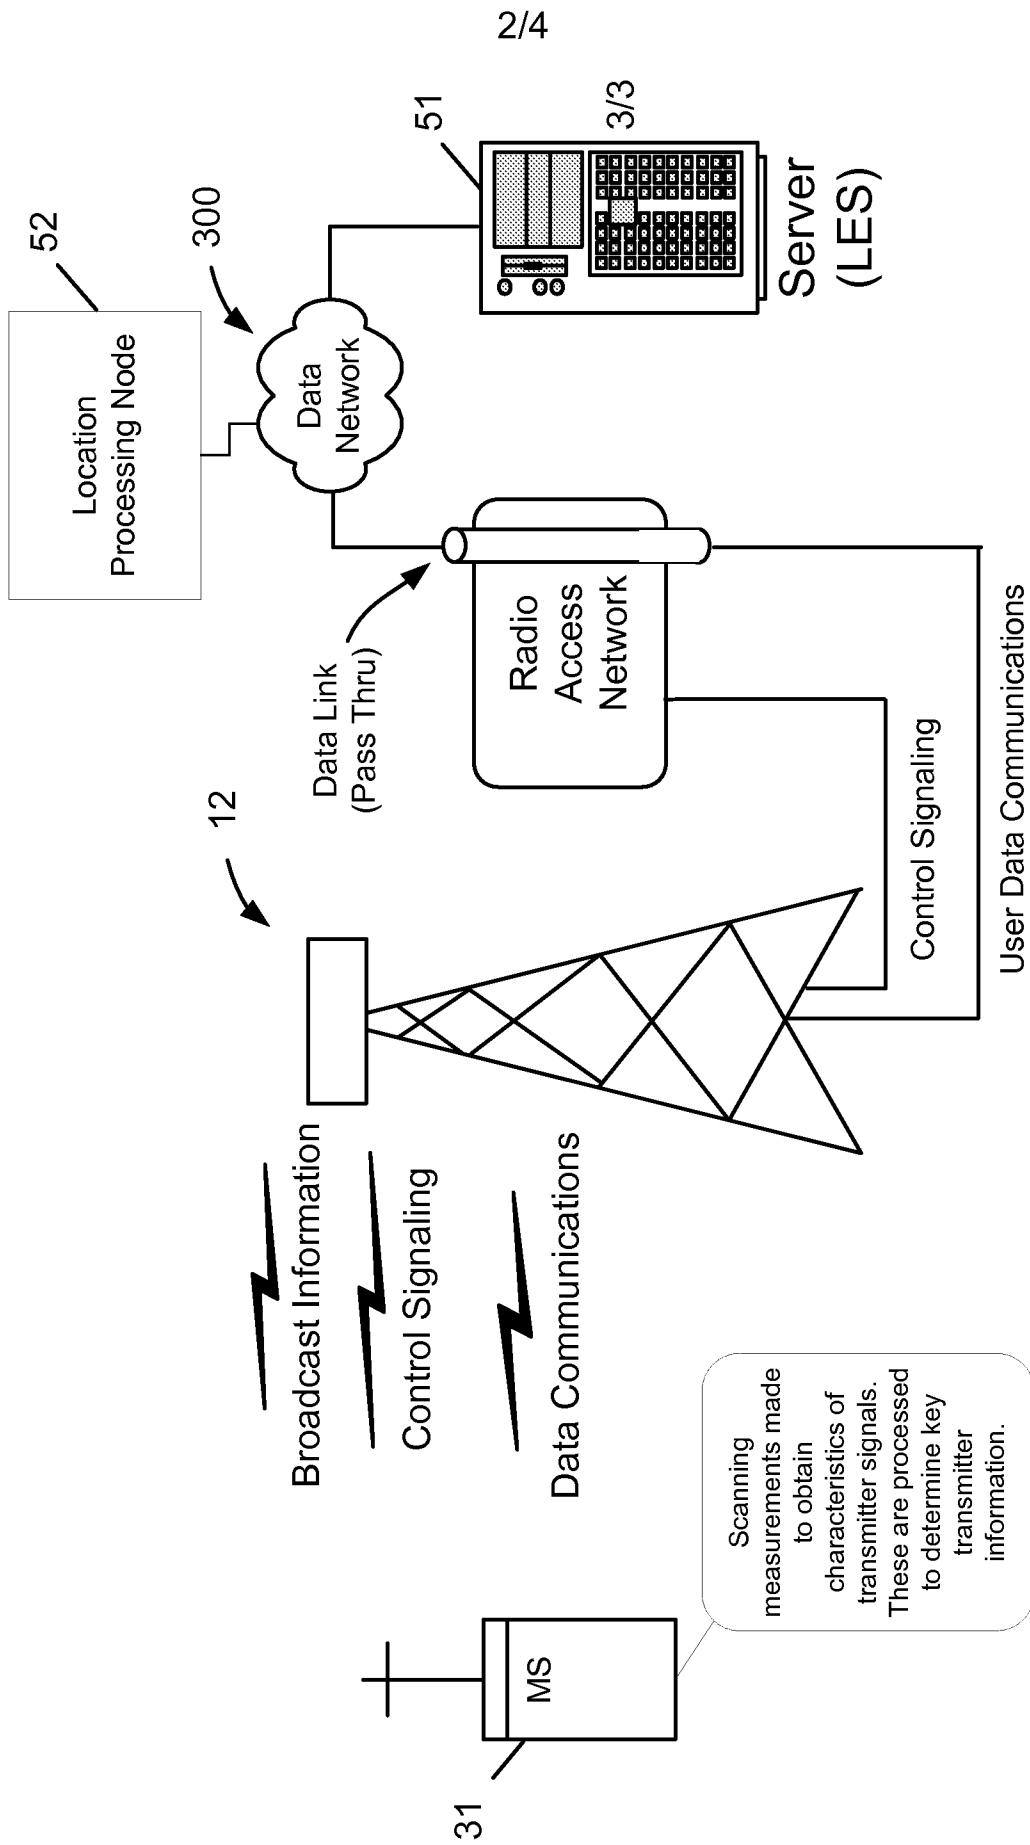 2/4
52
Location
Processing Node
300
51
3/3
Data
Network
Server
(LES)
Data Link
(Pass Thru)
Radio
Access
Network
12
Control Signaling
User Data Communications
Broadcast Information
Control Signaling
Data Communications
MS
31
Scanning
measurements made
to obtain
characteristics of
transmitter signals.
These are processed
to determine key
transmitter
information.